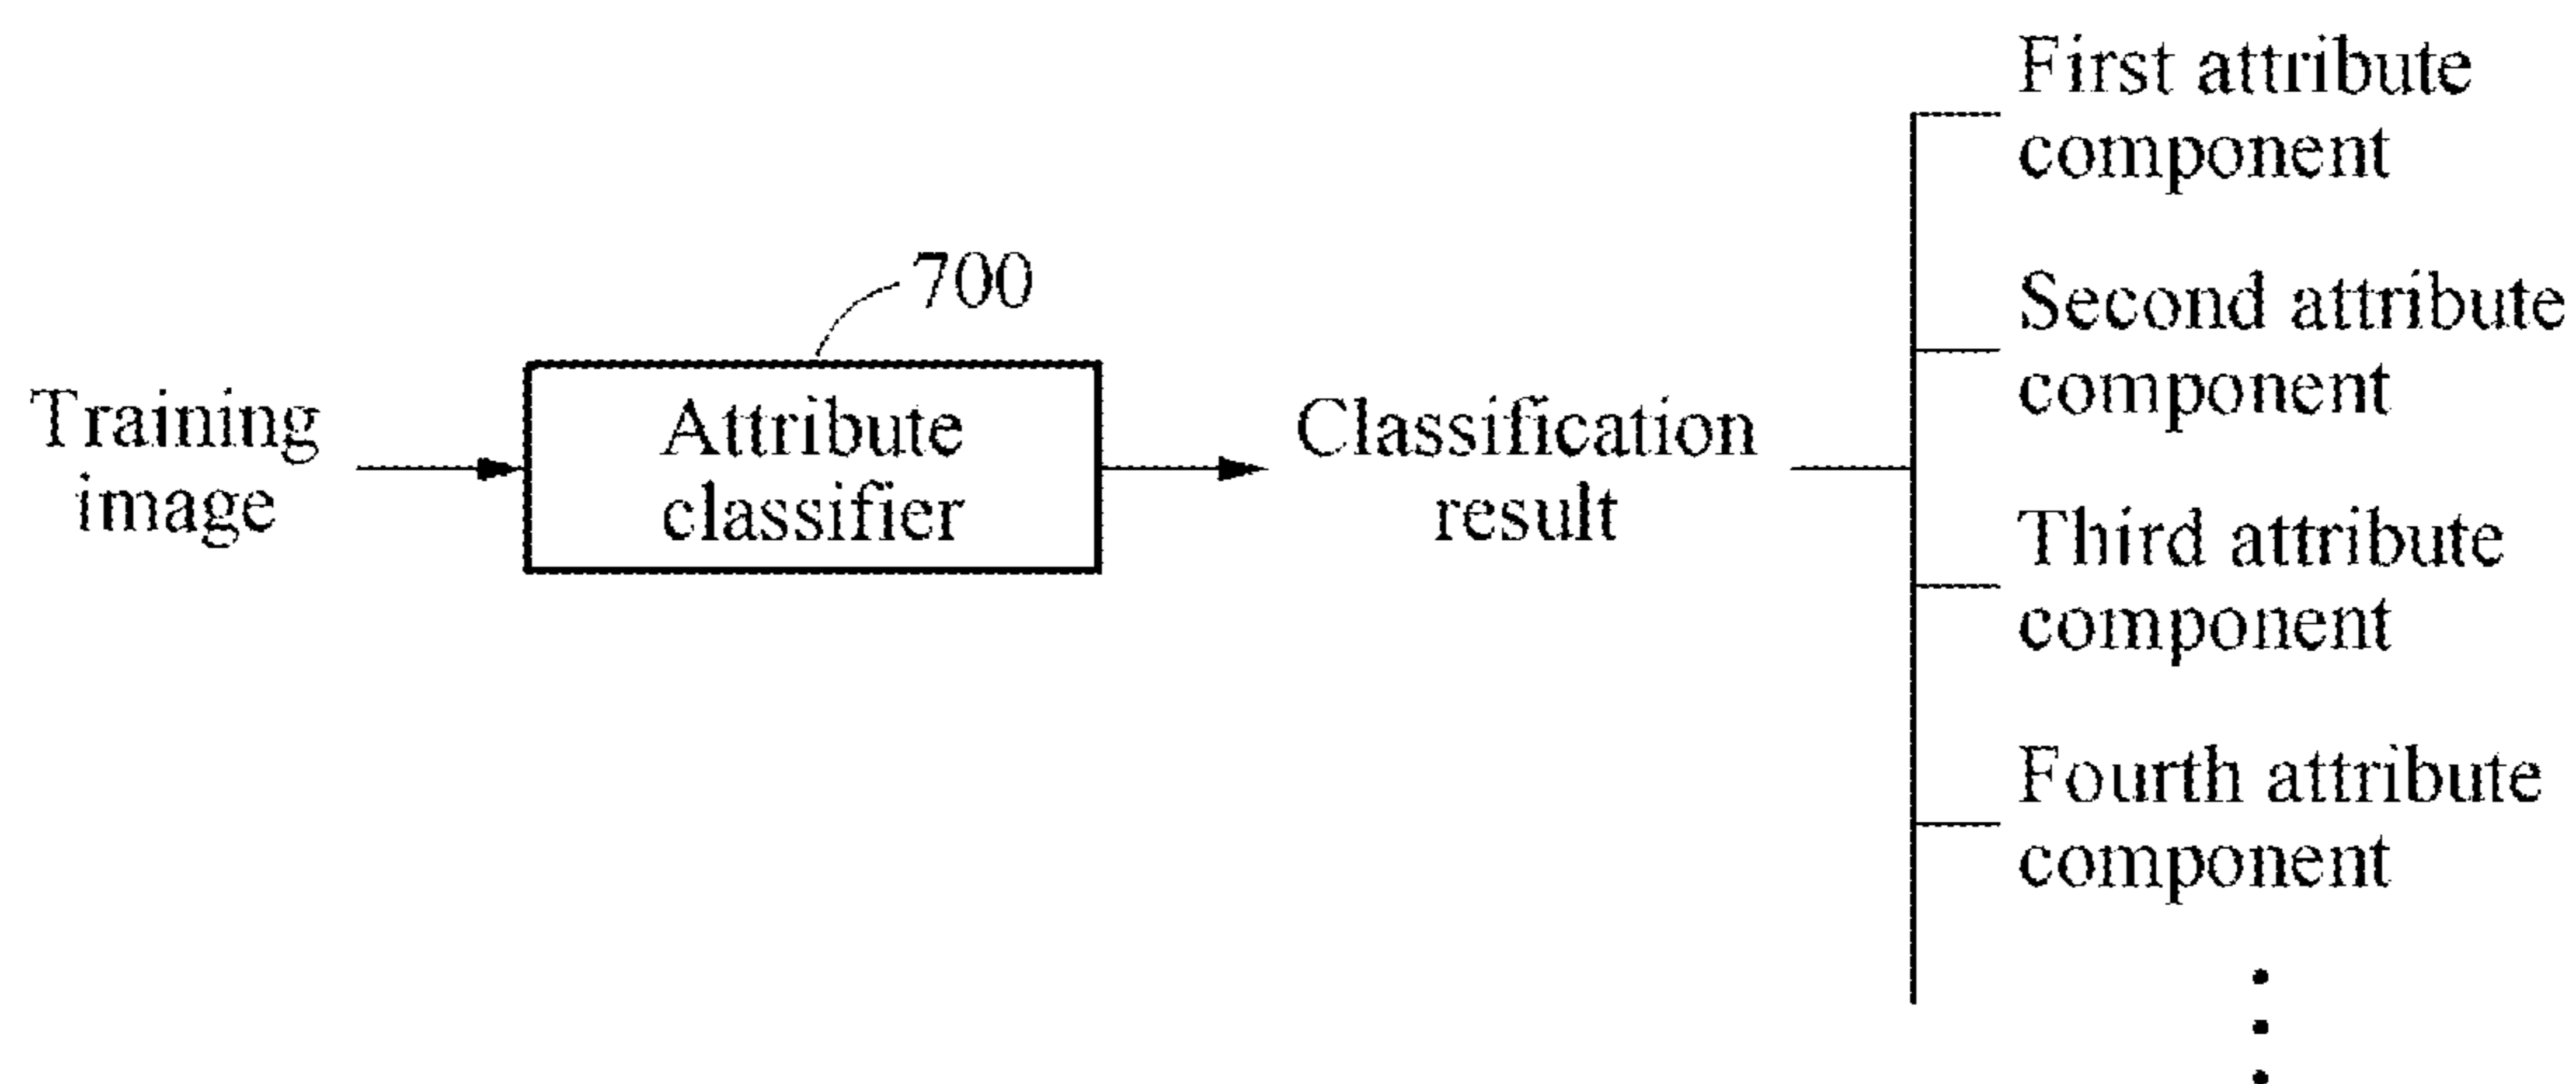 First attribute
component
700
Second attribute
component
Training
image
Attribute
classifier
Classification
result
Third attribute
component
Fourth attribute
component